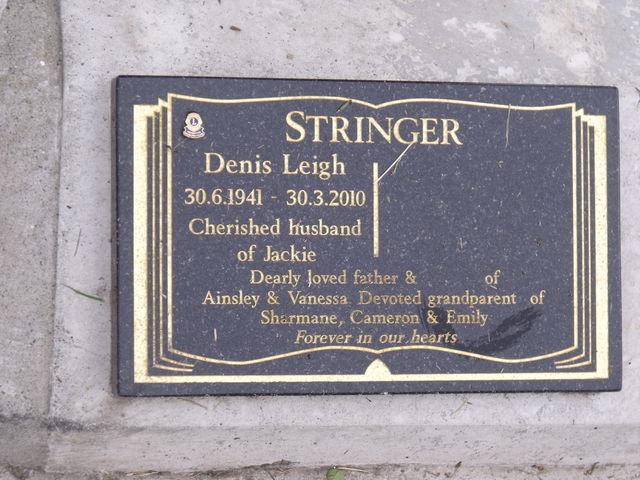 STRINGER
Denis Leigh
30.6.1941 - 30.3.2010
Cherished husband
of Jackie
Dearly loved father & of
Ainsley & Vanessa Devoted grandparent of
Sharmane, Cameron & Emily
Forever in our hearts